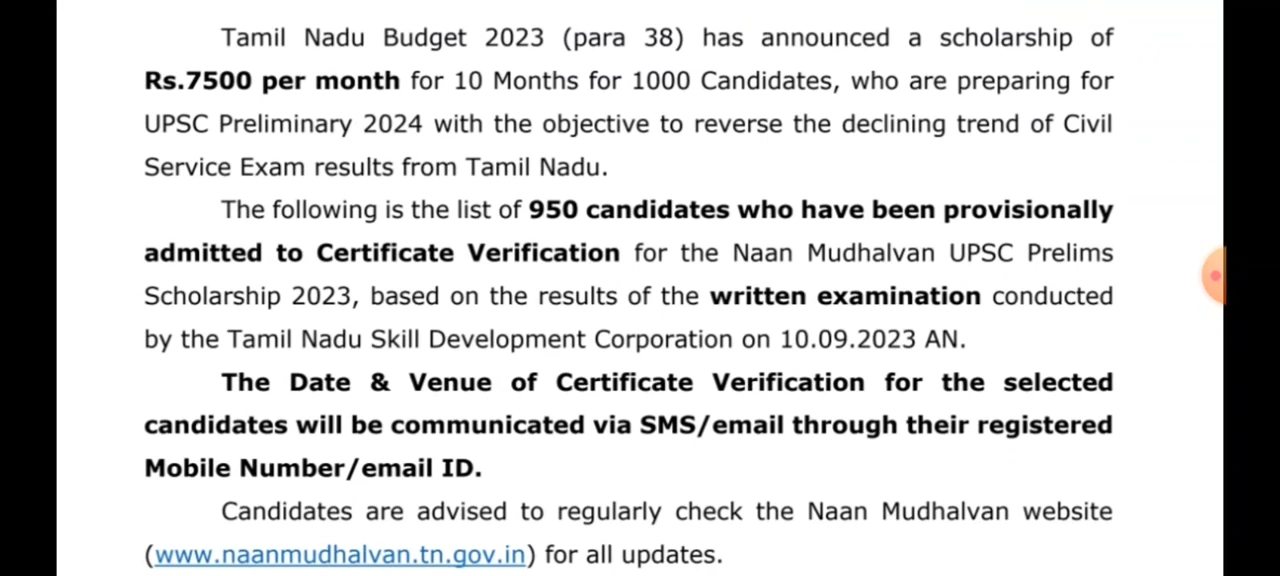 Tamil Nadu Budget 2023 (para 38) has announced a scholarship of
Rs.7500 per month for 10 Months for 1000 Candidates, who are preparing for
UPSC Preliminary 2024 with the objective to reverse the declining trend of Civil
Service Exam results from Tamil Nadu.
The following is the list of 950 candidates who have been provisionally
admitted to Certificate Verification for the Naan Mudhalvan UPSC Prelims
Scholarship 2023, based on the results of the written examination conducted
by the Tamil Nadu Skill Development Corporation on 10.09.2023 AN.
The Date & Venue of Certificate Verification for the selected
candidates will be communicated via SMS/email through their registered
Mobile Number/email ID.
Candidates are advised to regularly check the Naan Mudhalvan website
(www.naanmudhalvan.tn.gov.in) for all updates.